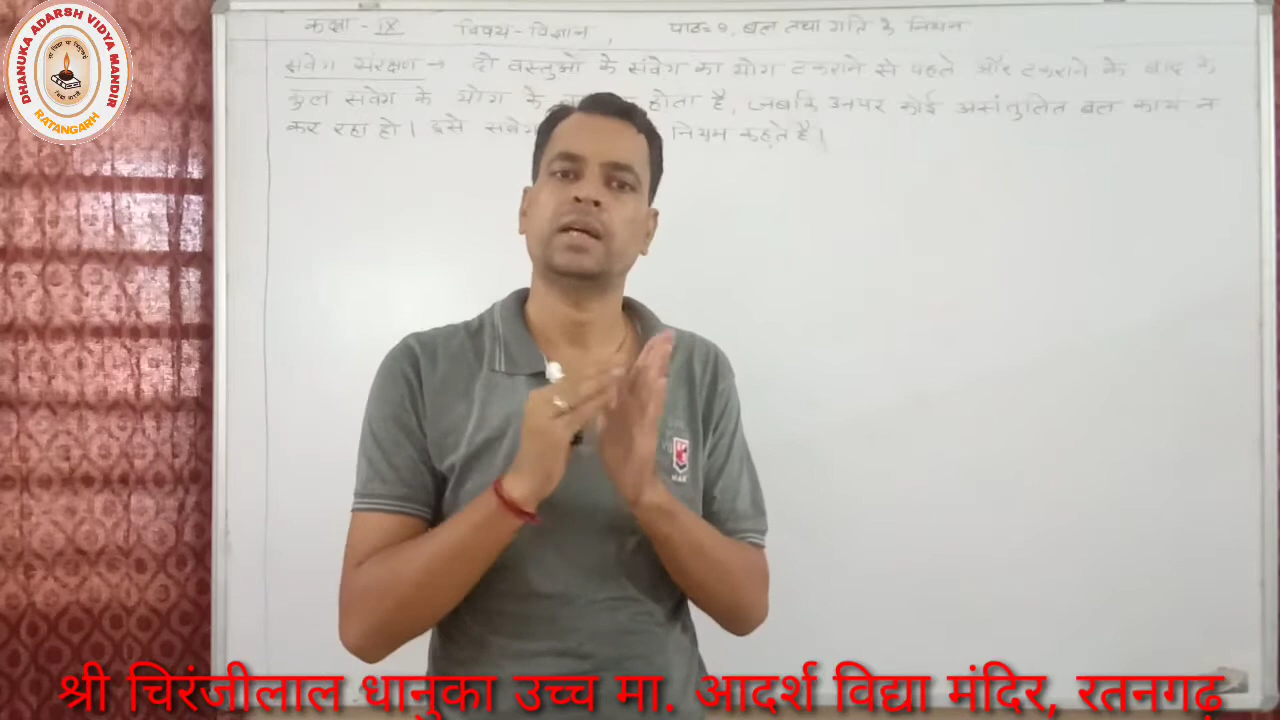 DHANUKA ADARSH VIDYA MANDIR
RATANGARH
कक्षा - IX विषय - विज्ञान, पाठ= 9, बल तथा गति के नियम
संवेग संरक्षण → दो वस्तुओं के संवेग का योग टकराने से पहले और टकराने के बाद के
कुल संवेग के योग के होता है, जबकि उनपर कोई असंतुलित बल कार्य न
कर रहा हो। इसे संवेग नियम कहते है।
श्री चिरंजीलाल धानुका उच्च मा. आदर्श विद्या मंदिर, रतनगढ़